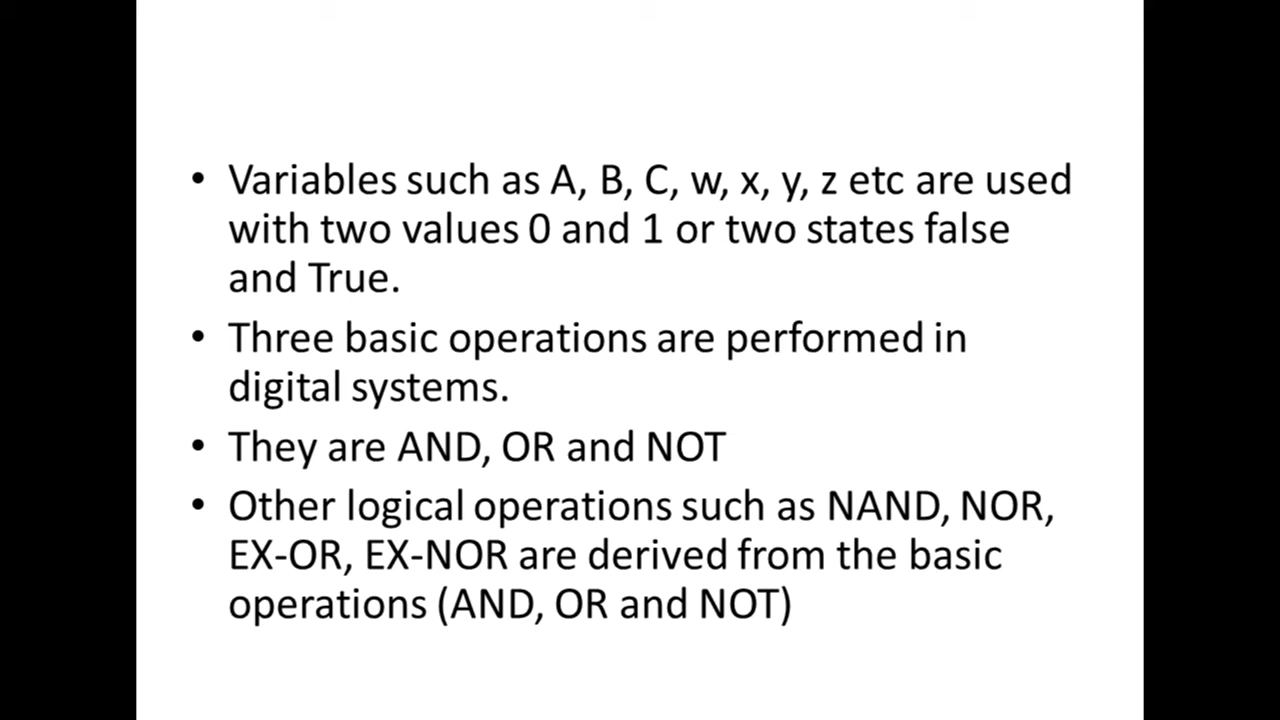 • Variables such as A, B, C, w, x, y, z etc are used
with two values 0 and 1 or two states false
and True.
• Three basic operations are performed in
digital systems.
• They are AND, OR and NOT
• Other logical operations such as NAND, NOR,
EX-OR, EX-NOR are derived from the basic
operations (AND, OR and NOT)